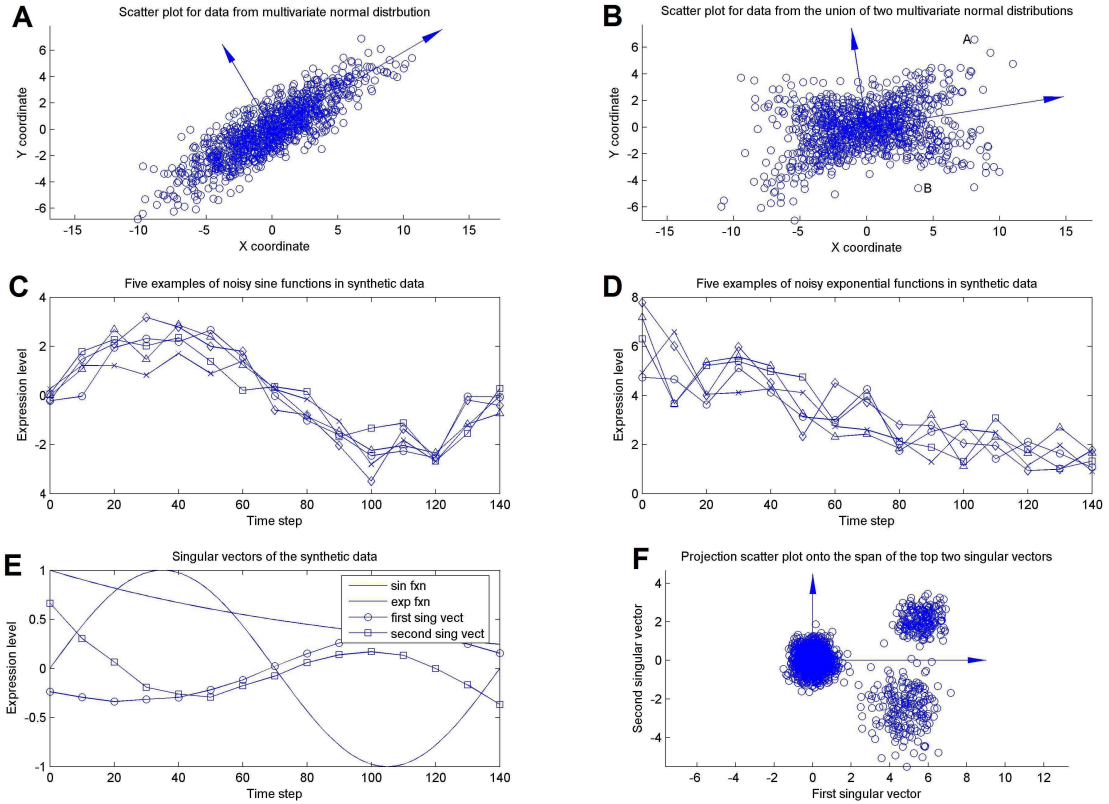 A
Scatter plot for data from multivariate normal distrbution
6
4
2
0
-2
-4
-6
Y coordinate
-15
-10
-5
0
5
10
15
X coordinate
B
Scatter plot for data from the union of two multivariate normal distributions
A
B
6
4
2
0
-2
-4
-6
Y coordinate
-15
-10
-5
0
5
10
15
X coordinate
C
Five examples of noisy sine functions in synthetic data
4
2
0
-2
4
Expression level
0
20
40
60
80
100
120
140
Time step
D
Five examples of noisy exponential functions in synthetic data
8
6
4
2
0
Expression level
0
20
40
60
80
100
120
140
Time step
E
Singular vectors of the synthetic data
1
0.5
0
-0.5
-1
Expression level
sin fxn
exp fxn
first sing vect
second sing vect
0
20
40
60
80
100
120
140
Time step
F
Projection scatter plot onto the span of the top two singular vectors
4
2
0
-2
-4
Second singular vector
-6
-4
-2
0
2
4
6
8
10
12
First singular vector